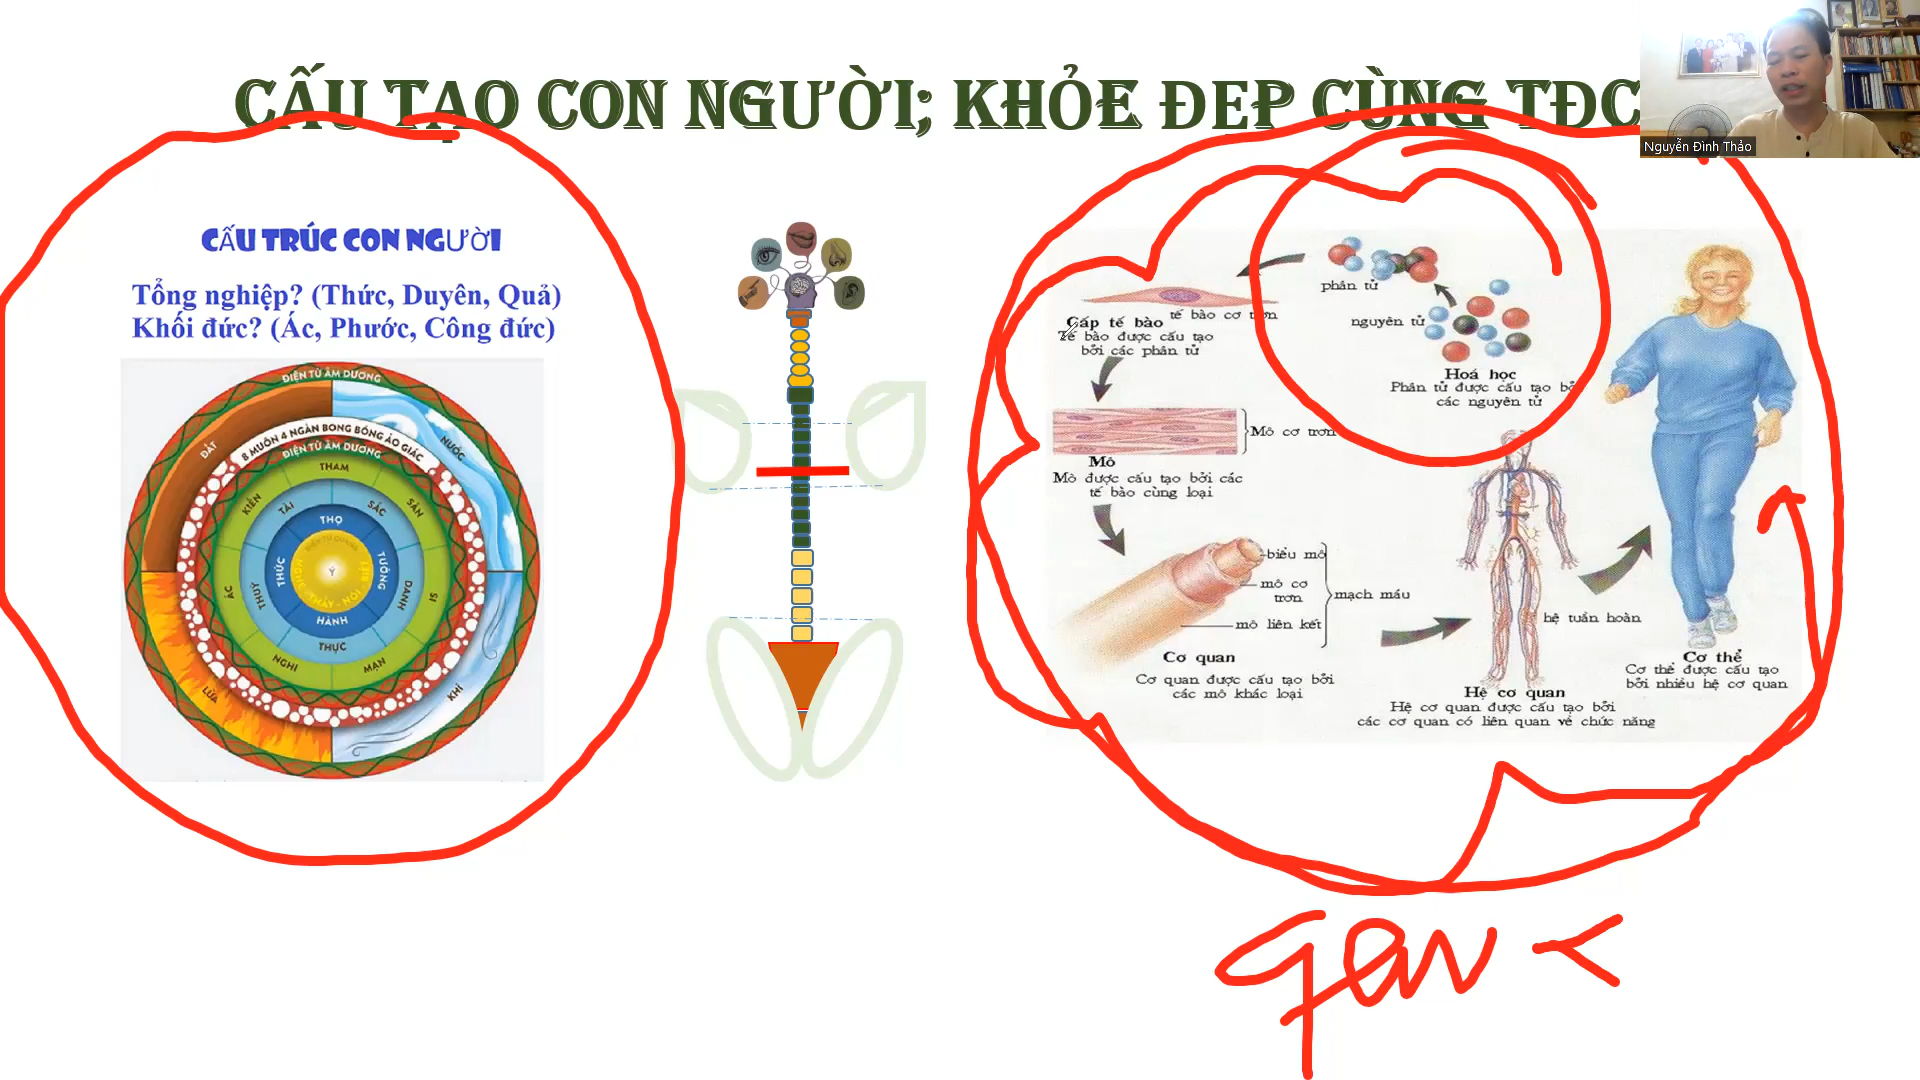 CẤU TẠO CON NGƯỜI; KHỎE ĐẸP CÙNG TĐC
Nguyễn Đình Thảo
CẤU TRÚC CON NGƯỜI
Tổng nghiệp? (Thức, Duyên, Quả)
Khối đức? (Ác, Phước, Công đức)
ĐIỆN TỪ ÂM DƯƠNG
ĐẤT
NƯỚC
8 MUÔN 4 NGÀN BONG BÓNG ẢO GIÁC
ĐIỆN TỪ ÂM DƯƠNG
THAM
KIẾN
SÂN
TÀI
SẮC
THỌ
THỨC
TƯỞNG
Ý
ÁC
THUỲ
DANH
SI
HÀNH
THỰC
NGHI
MẠN
LỬA
KHÍ
phân tử
nguyên tử
Hoá học
Phân tử được cấu tạo bởi
các nguyên tử
tế bào cơ trơn
Cấp tế bào
Tế bào được cấu tạo
bởi các phân tử
Mô cơ trơn
Mô
Mô được cấu tạo bởi các
tế bào cùng loại
biểu mô
mô cơ
trơn
mạch máu
mô liên kết
Cơ quan
Cơ quan được cấu tạo bởi
các mô khác loại
hệ tuần hoàn
Hệ cơ quan
Hệ cơ quan được cấu tạo bởi
các cơ quan có liên quan về chức năng
Cơ thể
Cơ thể được cấu tạo
bởi nhiều hệ cơ quan
gen <